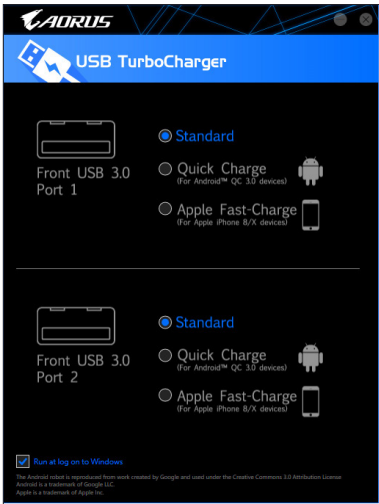 AORUS
USB TurboCharger
Standard
Quick Charge
(For Android™ QC 3.0 devices)
Apple Fast-Charge
(For Apple iPhone 8/X devices)
Front USB 3.0
Port 1
Standard
Quick Charge
(For Android™ QC 3.0 devices)
Apple Fast-Charge
(For Apple iPhone 8/X devices)
Front USB 3.0
Port 2
Run at log on to Windows
The Android robot is reproduced from work created by Google and used under the Creative Commons 3.0 Attribution License
Android is a trademark of Google LLC.
Apple is a trademark of Apple Inc.